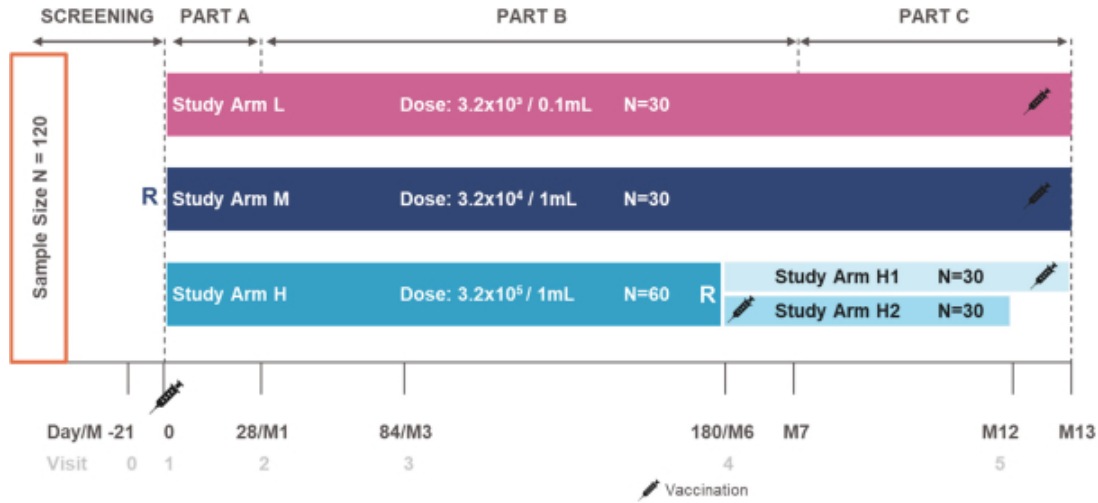 SCREENING PART A PART B PART C
Sample Size N = 120
Study Arm L Dose: 3.2x10³ / 0.1mL N=30
R Study Arm M Dose: 3.2x10⁴ / 1mL N=30
Study Arm H Dose: 3.2x10⁵ / 1mL N=60 R
Study Arm H1 N=30
Study Arm H2 N=30
Day/M -21 0 28/M1 84/M3 180/M6 M7 M12 M13
Visit 0 1 2 3 4 5
Vaccination